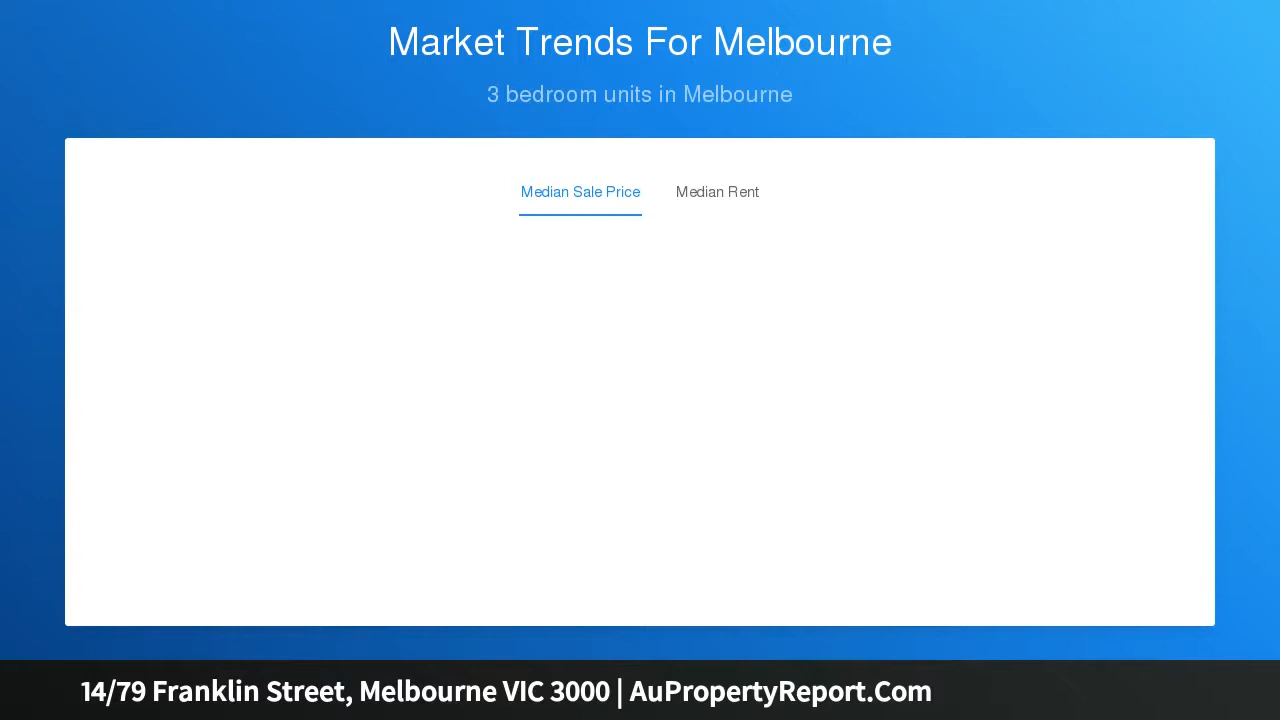 Market Trends For Melbourne
3 bedroom units in Melbourne
Median Sale Price Median Rent
14/79 Franklin Street, Melbourne VIC 3000 | AuPropertyReport.Com